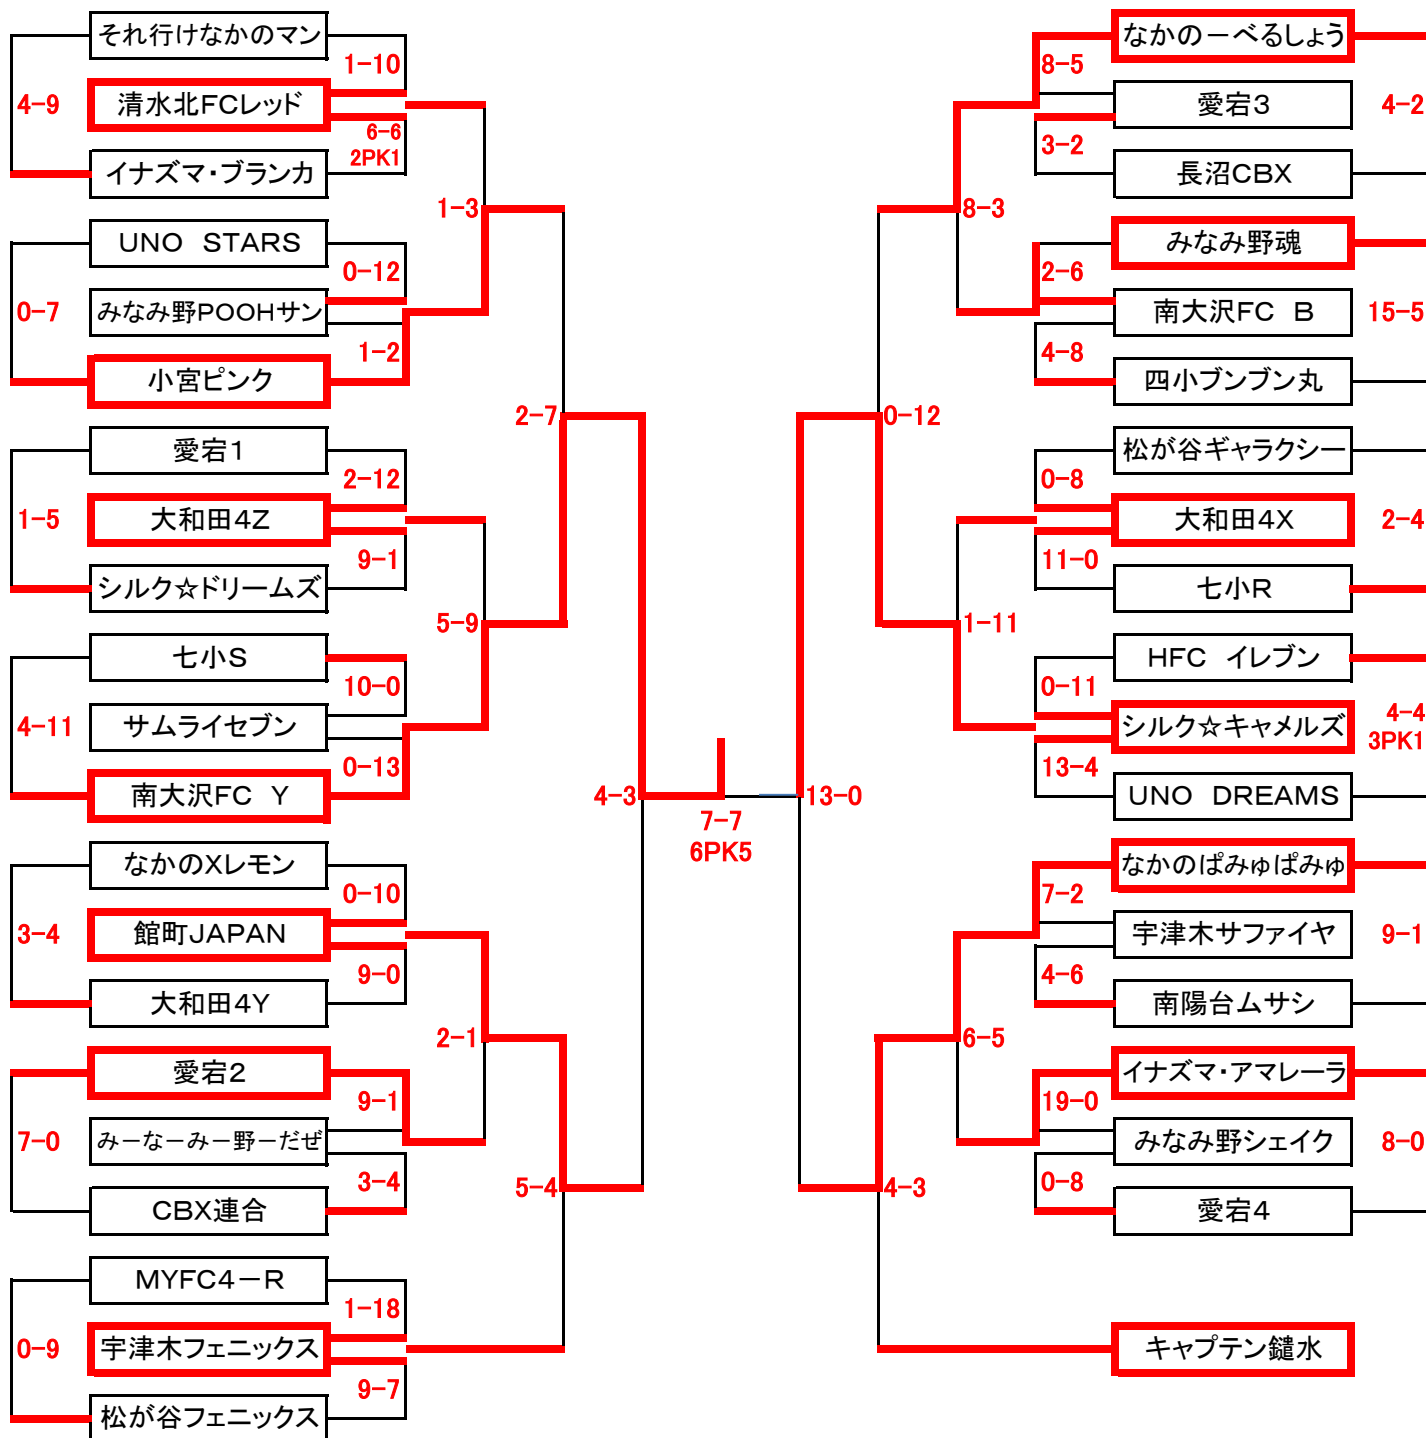 それ行けなかのマン
1-10
4-9
清水北FCレッド
6-6
2PK1
イナズマ・ブランカ
1-3
UNO STARS
0-12
0-7
みなみ野POOHサン
1-2
小宮ピンク
2-7
愛宕1
2-12
1-5
大和田4Z
9-1
シルク☆ドリームズ
5-9
七小S
10-0
4-11
サムライセブン
0-13
南大沢FC Y
4-3
なかのXレモン
0-10
3-4
館町JAPAN
9-0
大和田4Y
2-1
愛宕2
9-1
7-0
みーなーみー野ーだぜ
3-4
CBX連合
5-4
MYFC4-R
1-18
0-9
宇津木フェニックス
9-7
松が谷フェニックス
7-7
6PK5
なかのーべるしょう
8-5
愛宕3
4-2
3-2
長沼CBX
8-3
みなみ野魂
2-6
南大沢FC B
15-5
4-8
四小ブンブン丸
0-12
松が谷ギャラクシー
0-8
大和田4X
2-4
11-0
七小R
1-11
HFC イレブン
0-11
シルク☆キャメルズ
4-4
3PK1
13-4
UNO DREAMS
13-0
なかのぱみゅぱみゅ
7-2
宇津木サファイヤ
9-1
4-6
南陽台ムサシ
6-5
イナズマ・アマレーラ
19-0
みなみ野シェイク
8-0
0-8
愛宕4
4-3
キャプテン鑓水